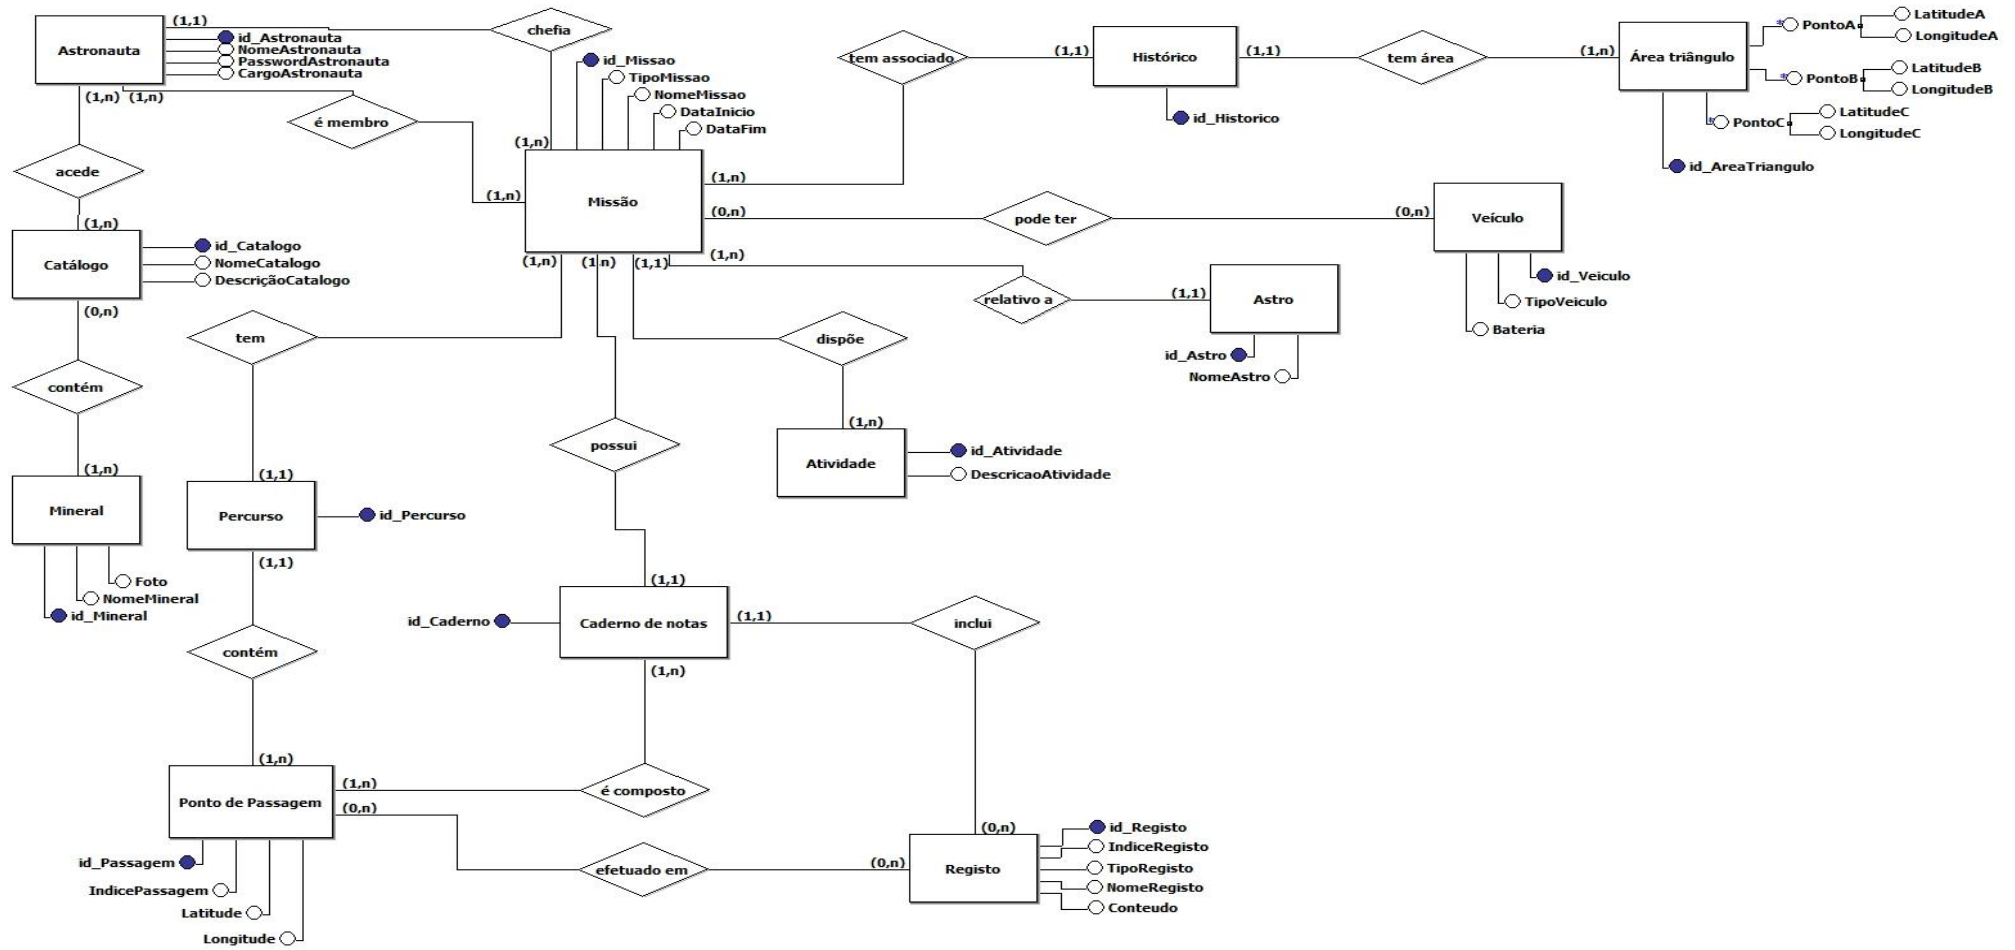 (1,1)
chefia
Astronauta
id_Astronauta
NomeAstronauta
PasswordAstronauta
CargoAstronauta
(1,n)
(1,n)
é membro
(1,n)
id_Missao
TipoMissao
NomeMissao
DataInicio
DataFim
(1,n)
Missão
tem associado
(1,1)
Histórico
(1,1)
id_Historico
tem área
(1,n)
Área triângulo
* PontoA
LatitudeA
LongitudeA
* PontoB
LatitudeB
LongitudeB
* PontoC
LatitudeC
LongitudeC
id_AreaTriangulo
acede
(1,n)
Catálogo
id_Catalogo
NomeCatalogo
DescriçãoCatalogo
(0,n)
contém
(1,n)
Mineral
Foto
NomeMineral
id_Mineral
(1,n)
(0,n)
pode ter
(0,n)
Veículo
id_Veiculo
TipoVeiculo
Bateria
(1,n)
relativo a
(1,1)
Astro
id_Astro
NomeAstro
(1,n)
(1,n)
(1,1)
tem
dispõe
(1,n)
Atividade
id_Atividade
DescricaoAtividade
possui
(1,1)
Percurso
id_Percurso
(1,1)
contém
(1,n)
(1,1)
id_Caderno
Caderno de notas
(1,1)
inclui
(1,n)
é composto
(1,n)
Ponto de Passagem
(0,n)
id_Passagem
IndicePassagem
Latitude
Longitude
efetuado em
(0,n)
(0,n)
Registo
id_Registo
IndiceRegisto
TipoRegisto
NomeRegisto
Conteudo